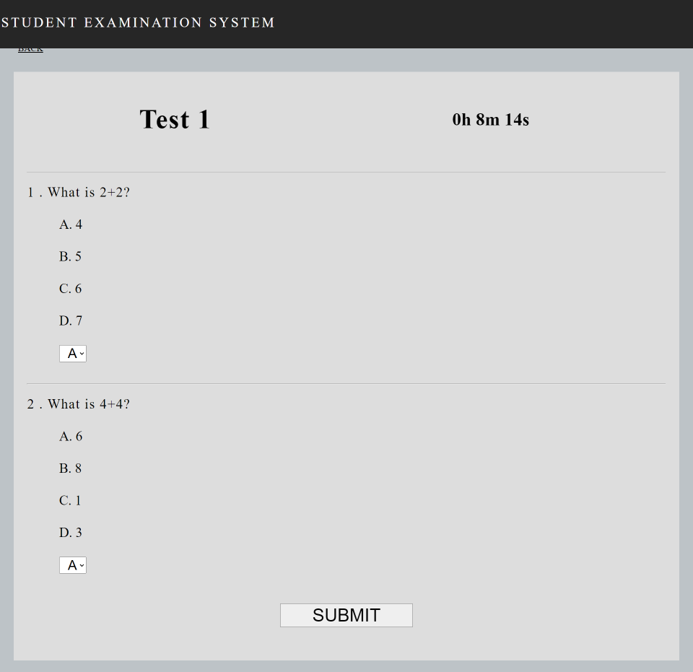 STUDENT EXAMINATION SYSTEM
BACK
Test 1
0h 8m 14s
1 . What is 2+2?
A. 4
B. 5
C. 6
D. 7
A
2 . What is 4+4?
A. 6
B. 8
C. 1
D. 3
A
SUBMIT